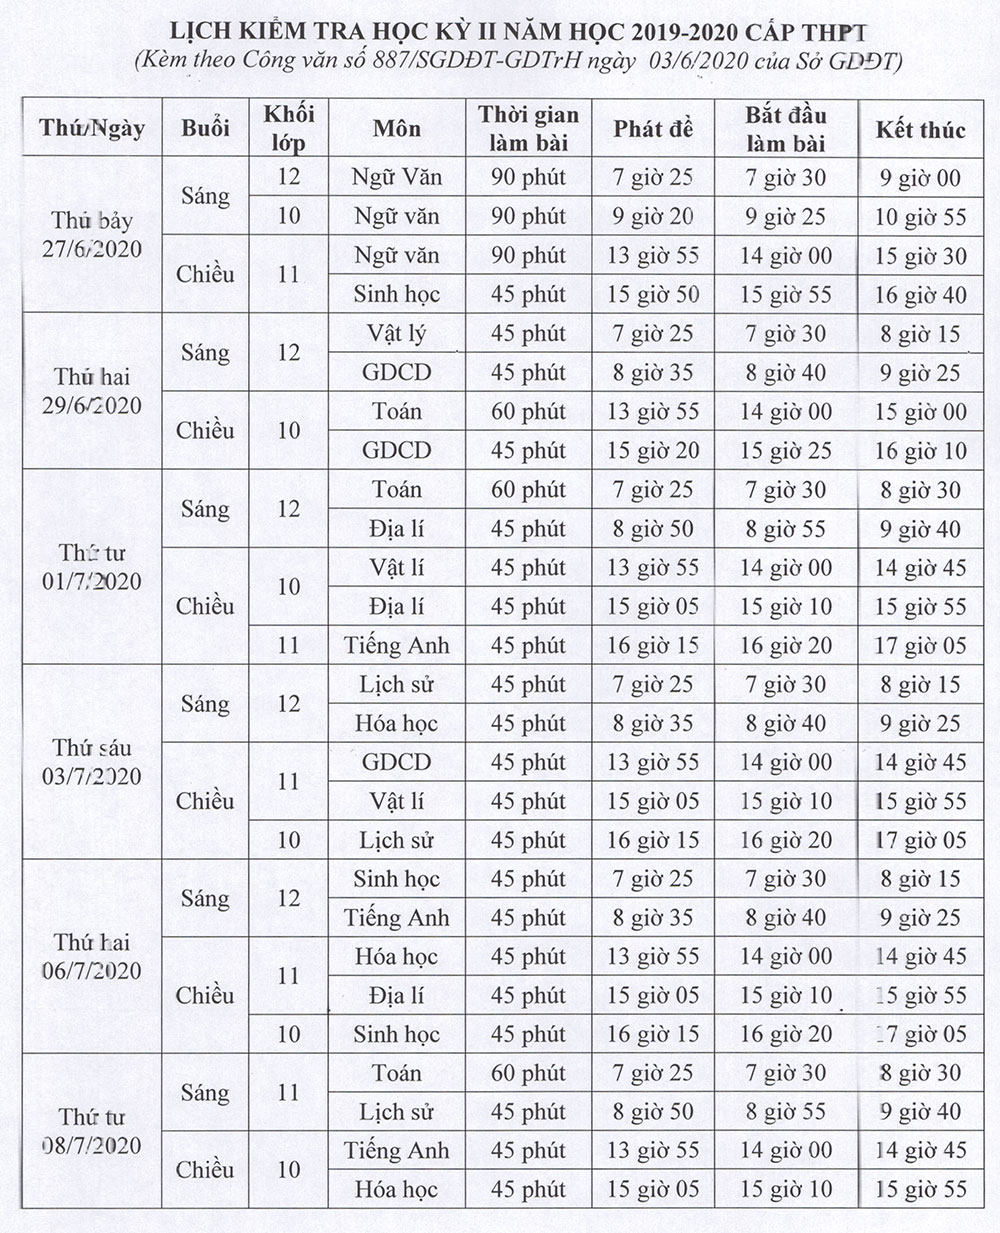 LỊCH KIỂM TRA HỌC KỲ II NĂM HỌC 2019-2020 CẤP THPT
(Kèm theo Công văn số 887/SGDĐT-GDTrH ngày 03/6/2020 của Sở GDĐT)
Thứ/Ngày Buổi Khối lớp Môn Thời gian làm bài Phát đề Bắt đầu làm bài Kết thúc
Thứ bảy 27/6/2020 Sáng 12 Ngữ Văn 90 phút 7 giờ 25 7 giờ 30 9 giờ 00
10 Ngữ văn 90 phút 9 giờ 20 9 giờ 25 10 giờ 55
Chiều 11 Ngữ văn 90 phút 13 giờ 55 14 giờ 00 15 giờ 30
Sinh học 45 phút 15 giờ 50 15 giờ 55 16 giờ 40
Thứ hai 29/6/2020 Sáng 12 Vật lý 45 phút 7 giờ 25 7 giờ 30 8 giờ 15
GDCD 45 phút 8 giờ 35 8 giờ 40 9 giờ 25
Chiều 10 Toán 60 phút 13 giờ 55 14 giờ 00 15 giờ 00
GDCD 45 phút 15 giờ 20 15 giờ 25 16 giờ 10
Thứ tư 01/7/2020 Sáng 12 Toán 60 phút 7 giờ 25 7 giờ 30 8 giờ 30
Địa lí 45 phút 8 giờ 50 8 giờ 55 9 giờ 40
Chiều 10 Vật lí 45 phút 13 giờ 55 14 giờ 00 14 giờ 45
Địa lí 45 phút 15 giờ 05 15 giờ 10 15 giờ 55
11 Tiếng Anh 45 phút 16 giờ 15 16 giờ 20 17 giờ 05
Thứ sáu 03/7/2020 Sáng 12 Lịch sử 45 phút 7 giờ 25 7 giờ 30 8 giờ 15
Hóa học 45 phút 8 giờ 35 8 giờ 40 9 giờ 25
Chiều 11 GDCD 45 phút 13 giờ 55 14 giờ 00 14 giờ 45
Vật lí 45 phút 15 giờ 05 15 giờ 10 15 giờ 55
10 Lịch sử 45 phút 16 giờ 15 16 giờ 20 17 giờ 05
Thứ hai 06/7/2020 Sáng 12 Sinh học 45 phút 7 giờ 25 7 giờ 30 8 giờ 15
Tiếng Anh 45 phút 8 giờ 35 8 giờ 40 9 giờ 25
Chiều 11 Hóa học 45 phút 13 giờ 55 14 giờ 00 14 giờ 45
Địa lí 45 phút 15 giờ 05 15 giờ 10 15 giờ 55
10 Sinh học 45 phút 16 giờ 15 16 giờ 20 17 giờ 05
Thứ tư 08/7/2020 Sáng 11 Toán 60 phút 7 giờ 25 7 giờ 30 8 giờ 30
Lịch sử 45 phút 8 giờ 50 8 giờ 55 9 giờ 40
Chiều 10 Tiếng Anh 45 phút 13 giờ 55 14 giờ 00 14 giờ 45
Hóa học 45 phút 15 giờ 05 15 giờ 10 15 giờ 55